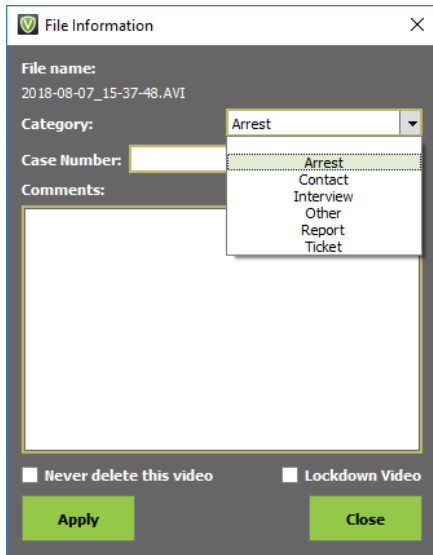 File Information
File name:
2018-08-07_15-37-48.AVI
Category:
Arrest
Case Number:
Arrest
Contact
Interview
Other
Report
Ticket
Comments:
Never delete this video
Lockdown Video
Apply
Close